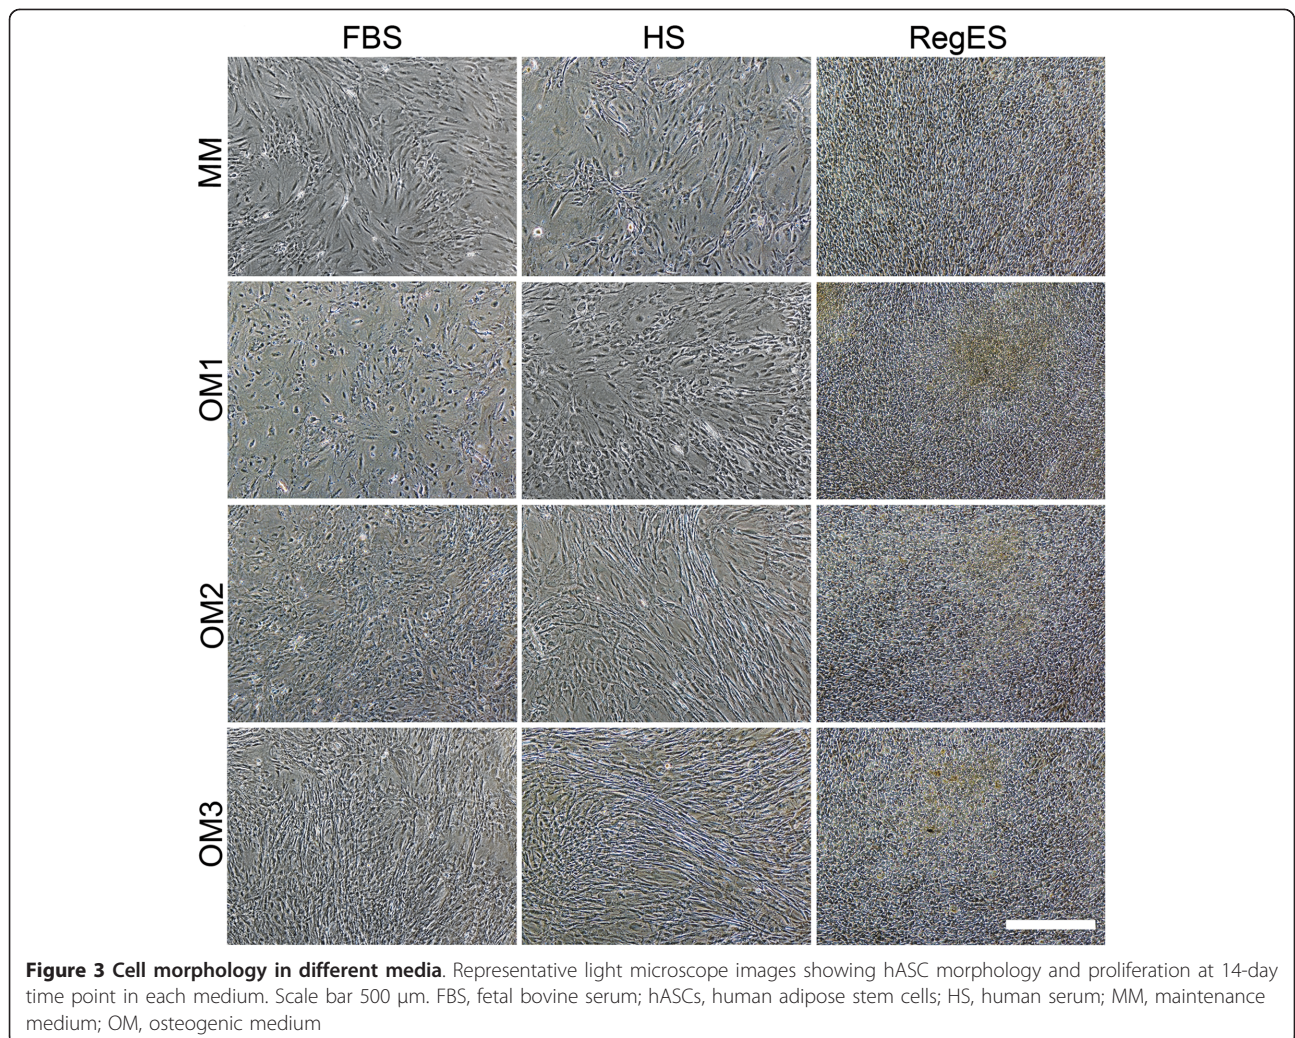 FBS HS RegES
MM
OM1
OM2
OM3
Figure 3 Cell morphology in different media. Representative light microscope images showing hASC morphology and proliferation at 14-day
time point in each medium. Scale bar 500 μm. FBS, fetal bovine serum; hASCs, human adipose stem cells; HS, human serum; MM, maintenance
medium; OM, osteogenic medium